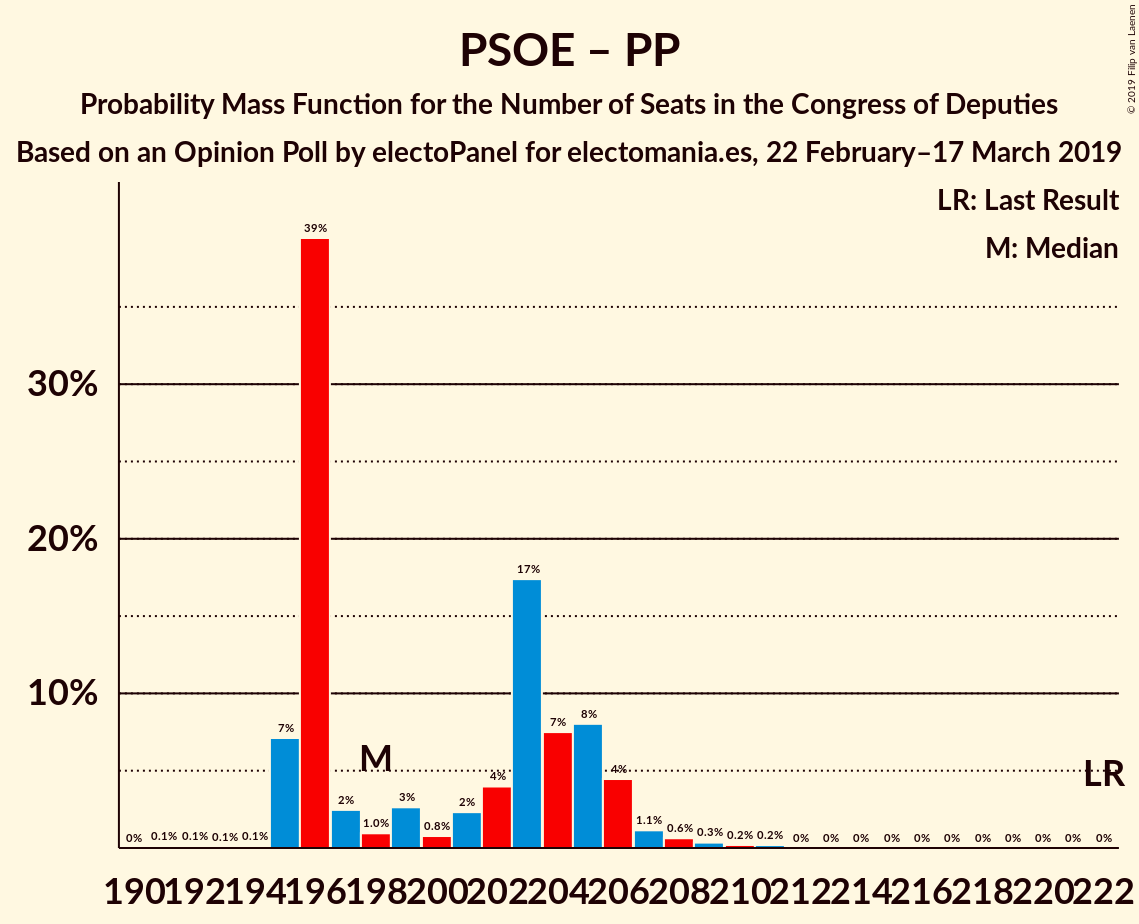 PSOE – PP
Probability Mass Function for the Number of Seats in the Congress of Deputies
Based on an Opinion Poll by electoPanel for electomania.es, 22 February–17 March 2019
© 2019 Filip van Laenen
LR: Last Result
M: Median
30%
20%
10%
0% 0.1% 0.1% 0.1% 0.1% 7% 39% 2% 1.0% 3% 0.8% 2% 4% 17% 7% 8% 4% 1.1% 0.6% 0.3% 0.2% 0.2% 0% 0% 0% 0% 0% 0% 0% 0% 0% 0% 0%
M
LR
190 192 194 196 198 200 202 204 206 208 210 212 214 216 218 220 222